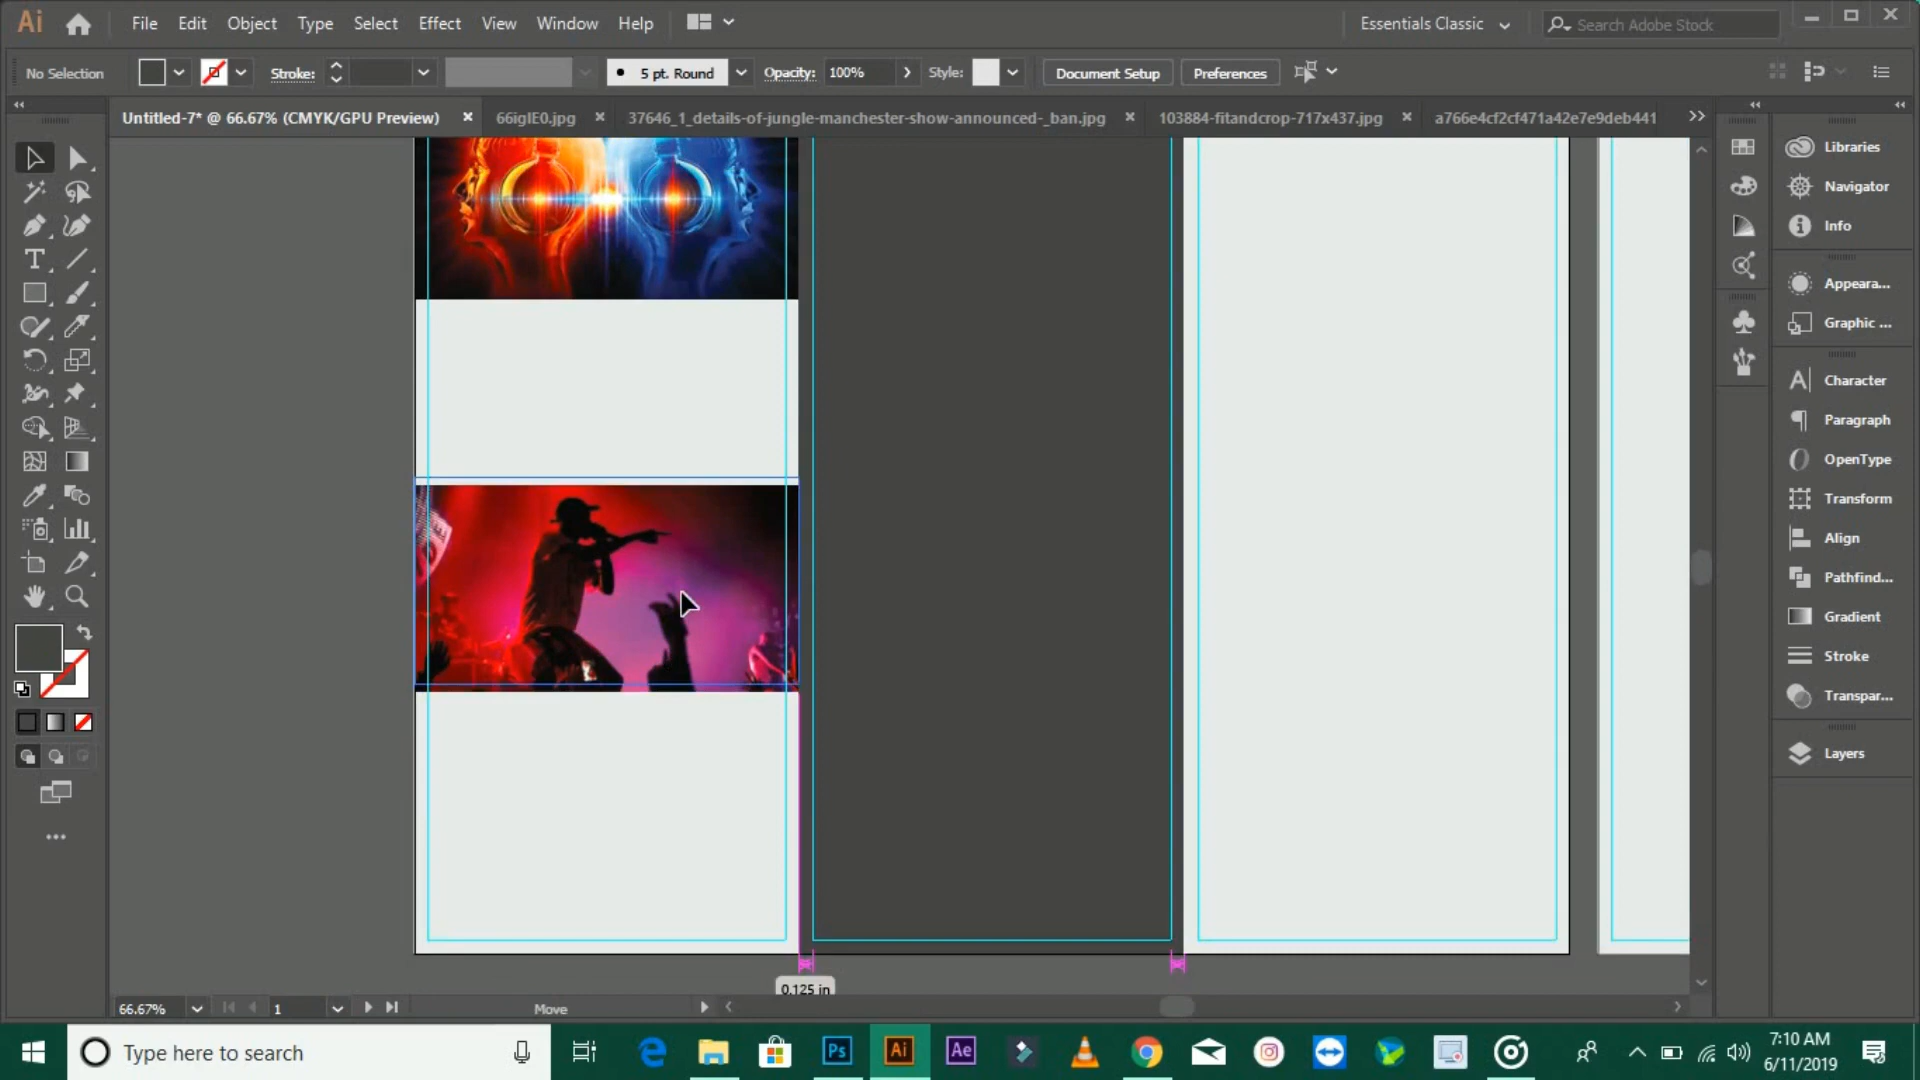 Ai File Edit Object Type Select Effect View Window Help Essentials Classic Search Adobe Stock
No Selection Stroke: 5 pt. Round Opacity: 100% Style: Document Setup Preferences
Untitled-7* @ 66.67% (CMYK/GPU Preview) 66igIE0.jpg 37646_1_details-of-jungle-manchester-show-announced-_ban.jpg 103884-fitandcrop-717x437.jpg a766e4cf2cf471a42e7e9deb441
Libraries
Navigator
Info
Appeara...
Graphic ...
Character
Paragraph
OpenType
Transform
Align
Pathfind...
Gradient
Stroke
Transpar...
Layers
0.125 in
66.67% 1 Move
Type here to search Ps Ai Ae 7:10 AM
6/11/2019